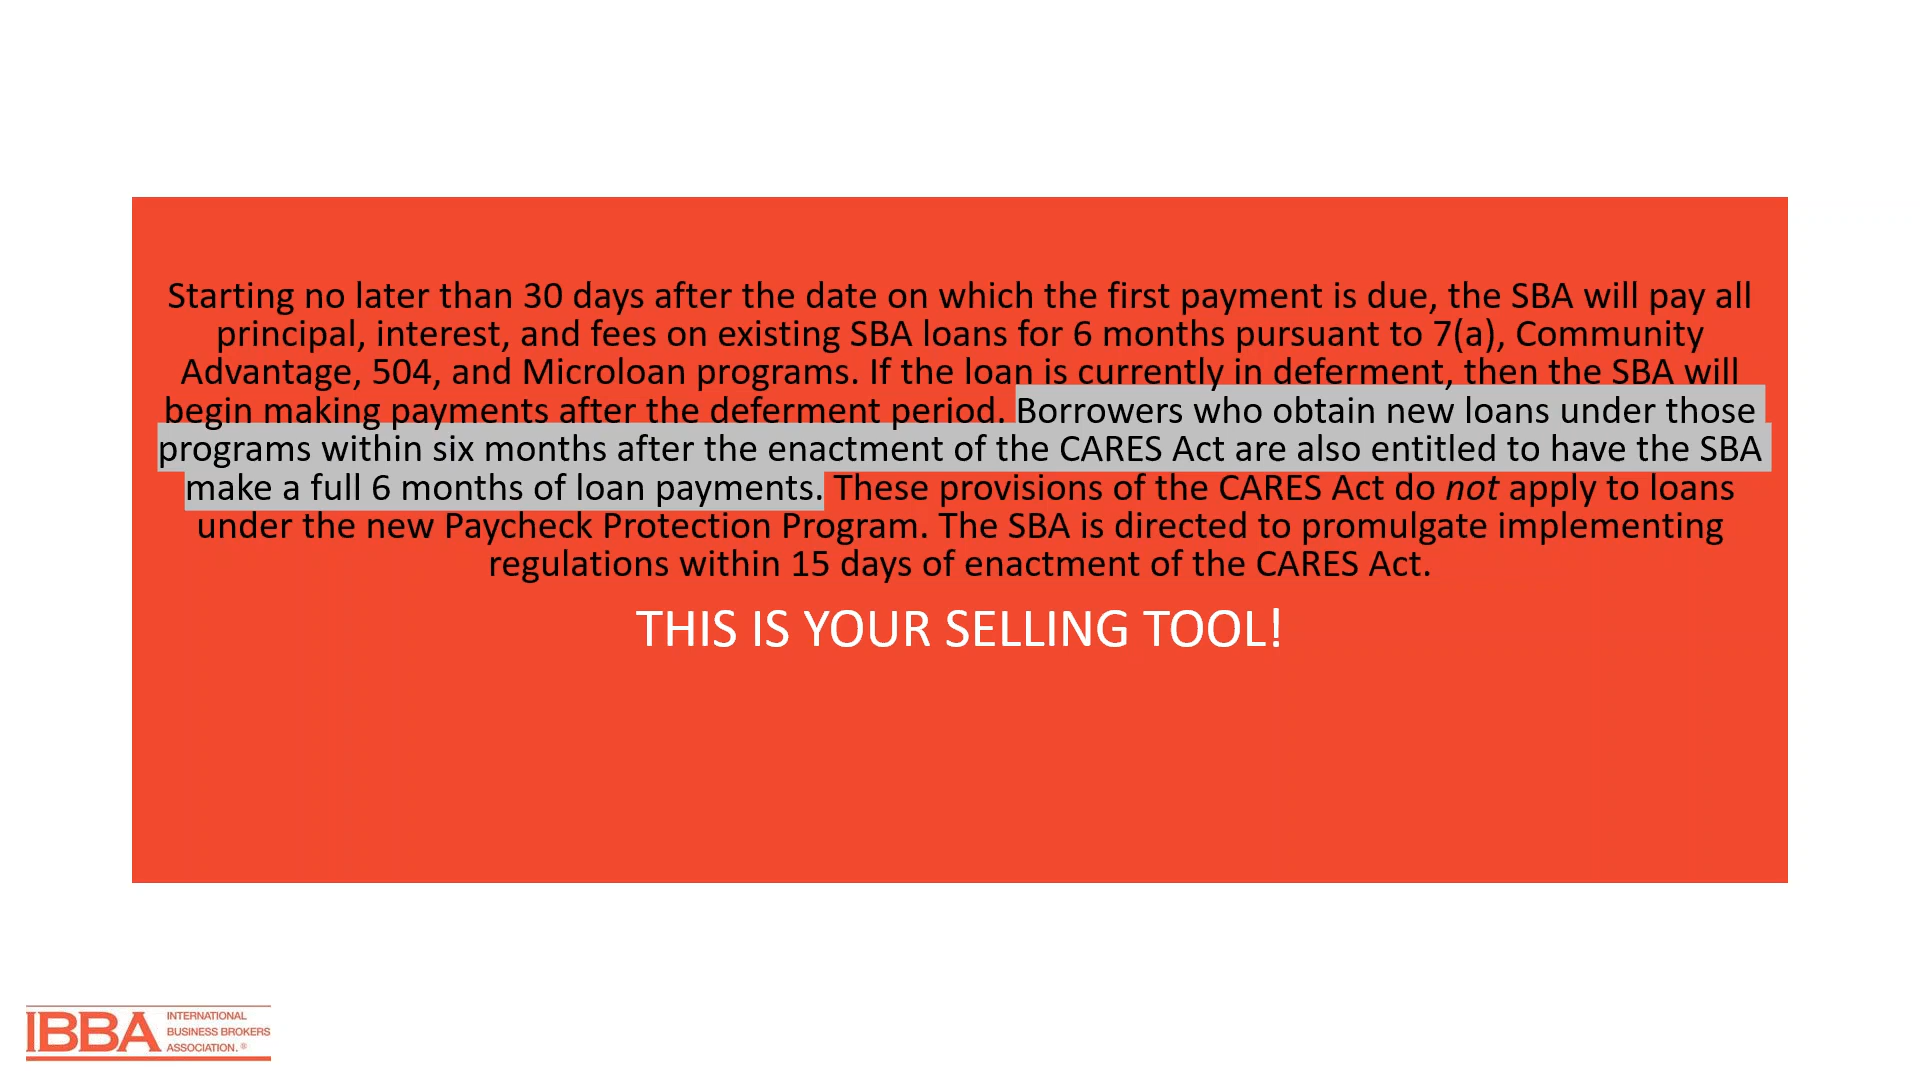 Starting no later than 30 days after the date on which the first payment is due, the SBA will pay all
principal, interest, and fees on existing SBA loans for 6 months pursuant to 7(a), Community
Advantage, 504, and Microloan programs. If the loan is currently in deferment, then the SBA will
begin making payments after the deferment period. Borrowers who obtain new loans under those
programs within six months after the enactment of the CARES Act are also entitled to have the SBA
make a full 6 months of loan payments. These provisions of the CARES Act do not apply to loans
under the new Paycheck Protection Program. The SBA is directed to promulgate implementing
regulations within 15 days of enactment of the CARES Act.
THIS IS YOUR SELLING TOOL!
IBBA
INTERNATIONAL
BUSINESS BROKERS
ASSOCIATION.®